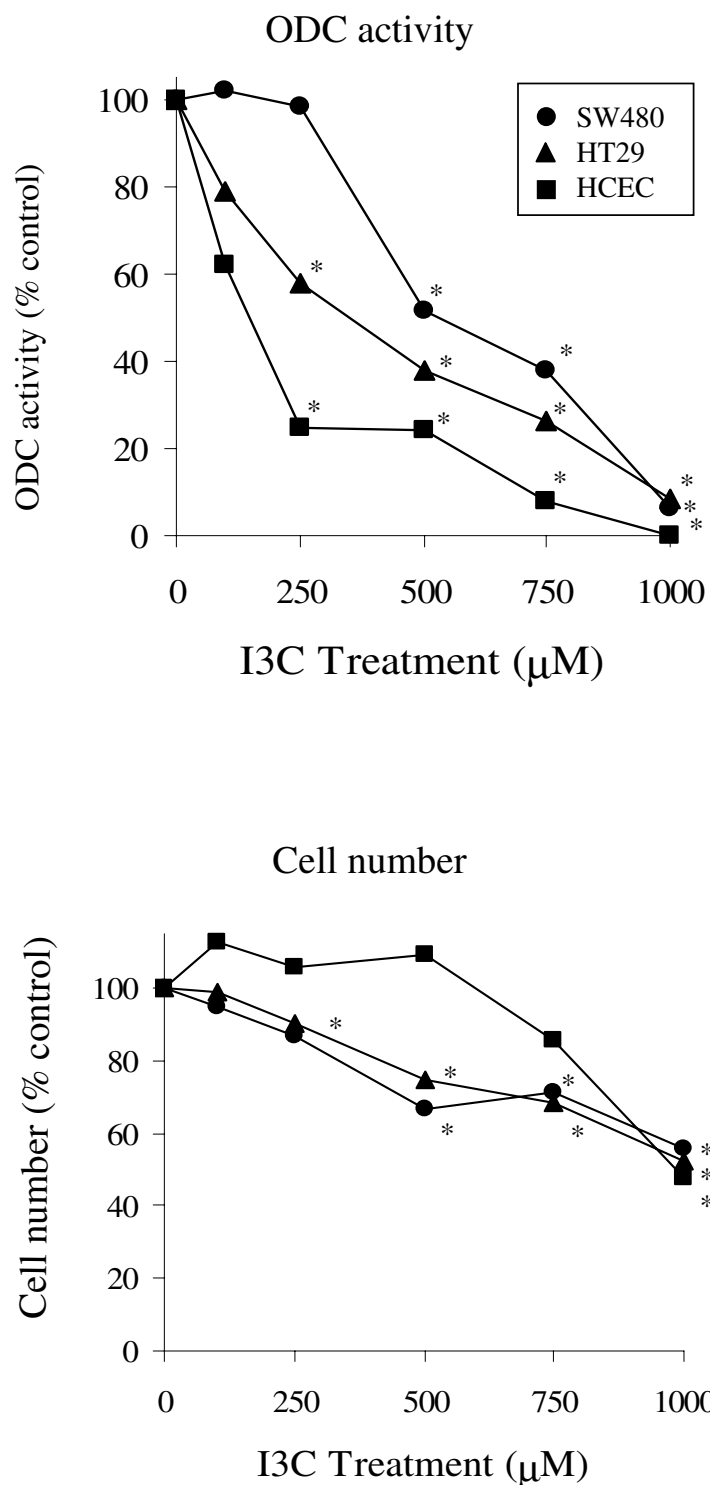 ODC activity
ODC activity (% control)
100
80
60
40
20
0
SW480
HT29
HCEC
*
*
*
*
*
*
*
*
*
*
*
0 250 500 750 1000
I3C Treatment (μM)
Cell number
Cell number (% control)
100
80
60
40
20
0
*
*
*
*
*
*
*
*
0 250 500 750 1000
I3C Treatment (μM)